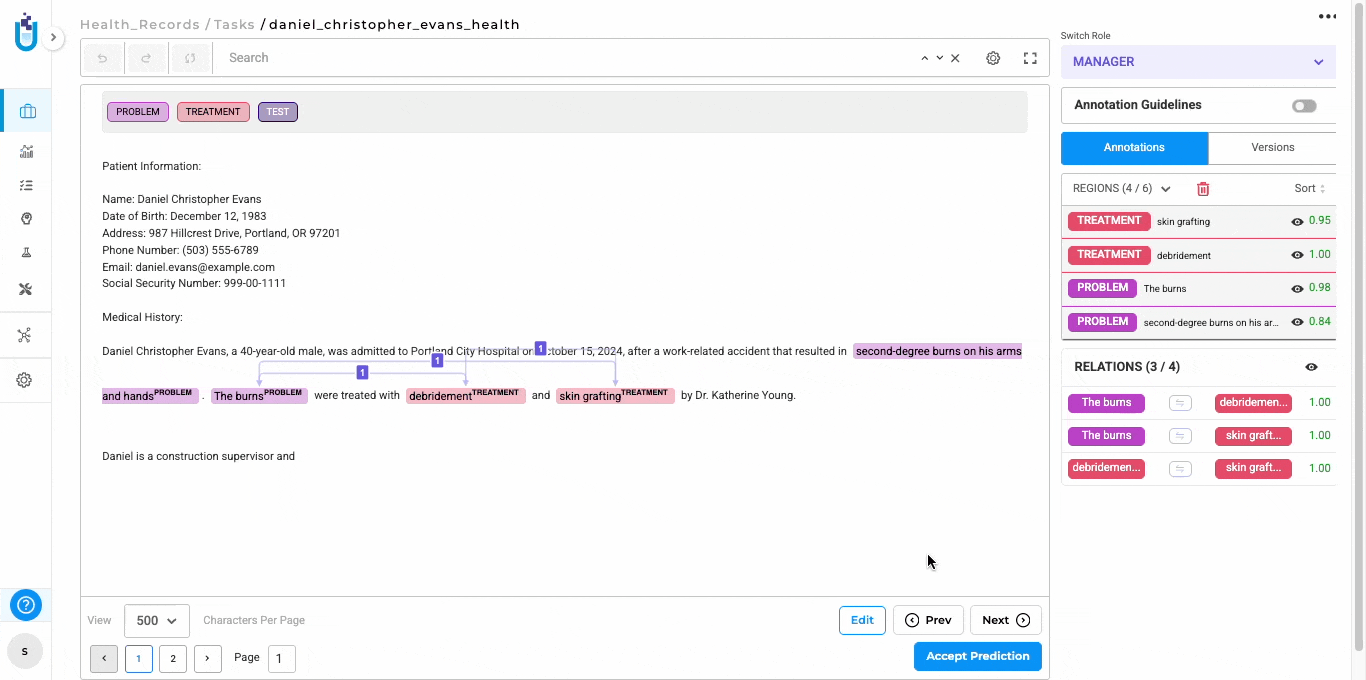 Health_Records / Tasks / daniel_christopher_evans_health
Switch Role
MANAGER
Search
Annotation Guidelines
PROBLEM TREATMENT TEST
Annotations Versions
Patient Information:
REGIONS (4 / 6) Sort
Name: Daniel Christopher Evans
Date of Birth: December 12, 1983
Address: 987 Hillcrest Drive, Portland, OR 97201
Phone Number: (503) 555-6789
Email: daniel.evans@example.com
Social Security Number: 999-00-1111
TREATMENT skin grafting 0.95
TREATMENT debridement 1.00
PROBLEM The burns 0.98
PROBLEM second-degree burns on his ar... 0.84
Medical History:
Daniel Christopher Evans, a 40-year-old male, was admitted to Portland City Hospital on October 15, 2024, after a work-related accident that resulted in second-degree burns on his arms
1
1
1
and hands PROBLEM . The burns PROBLEM were treated with debridement TREATMENT and skin grafting TREATMENT by Dr. Katherine Young.
Daniel is a construction supervisor and
RELATIONS (3 / 4)
The burns debridemen... 1.00
The burns skin graft... 1.00
debridemen... skin graft... 1.00
View 500 Characters Per Page
Edit Prev Next
1 2 Page 1
Accept Prediction
?
s